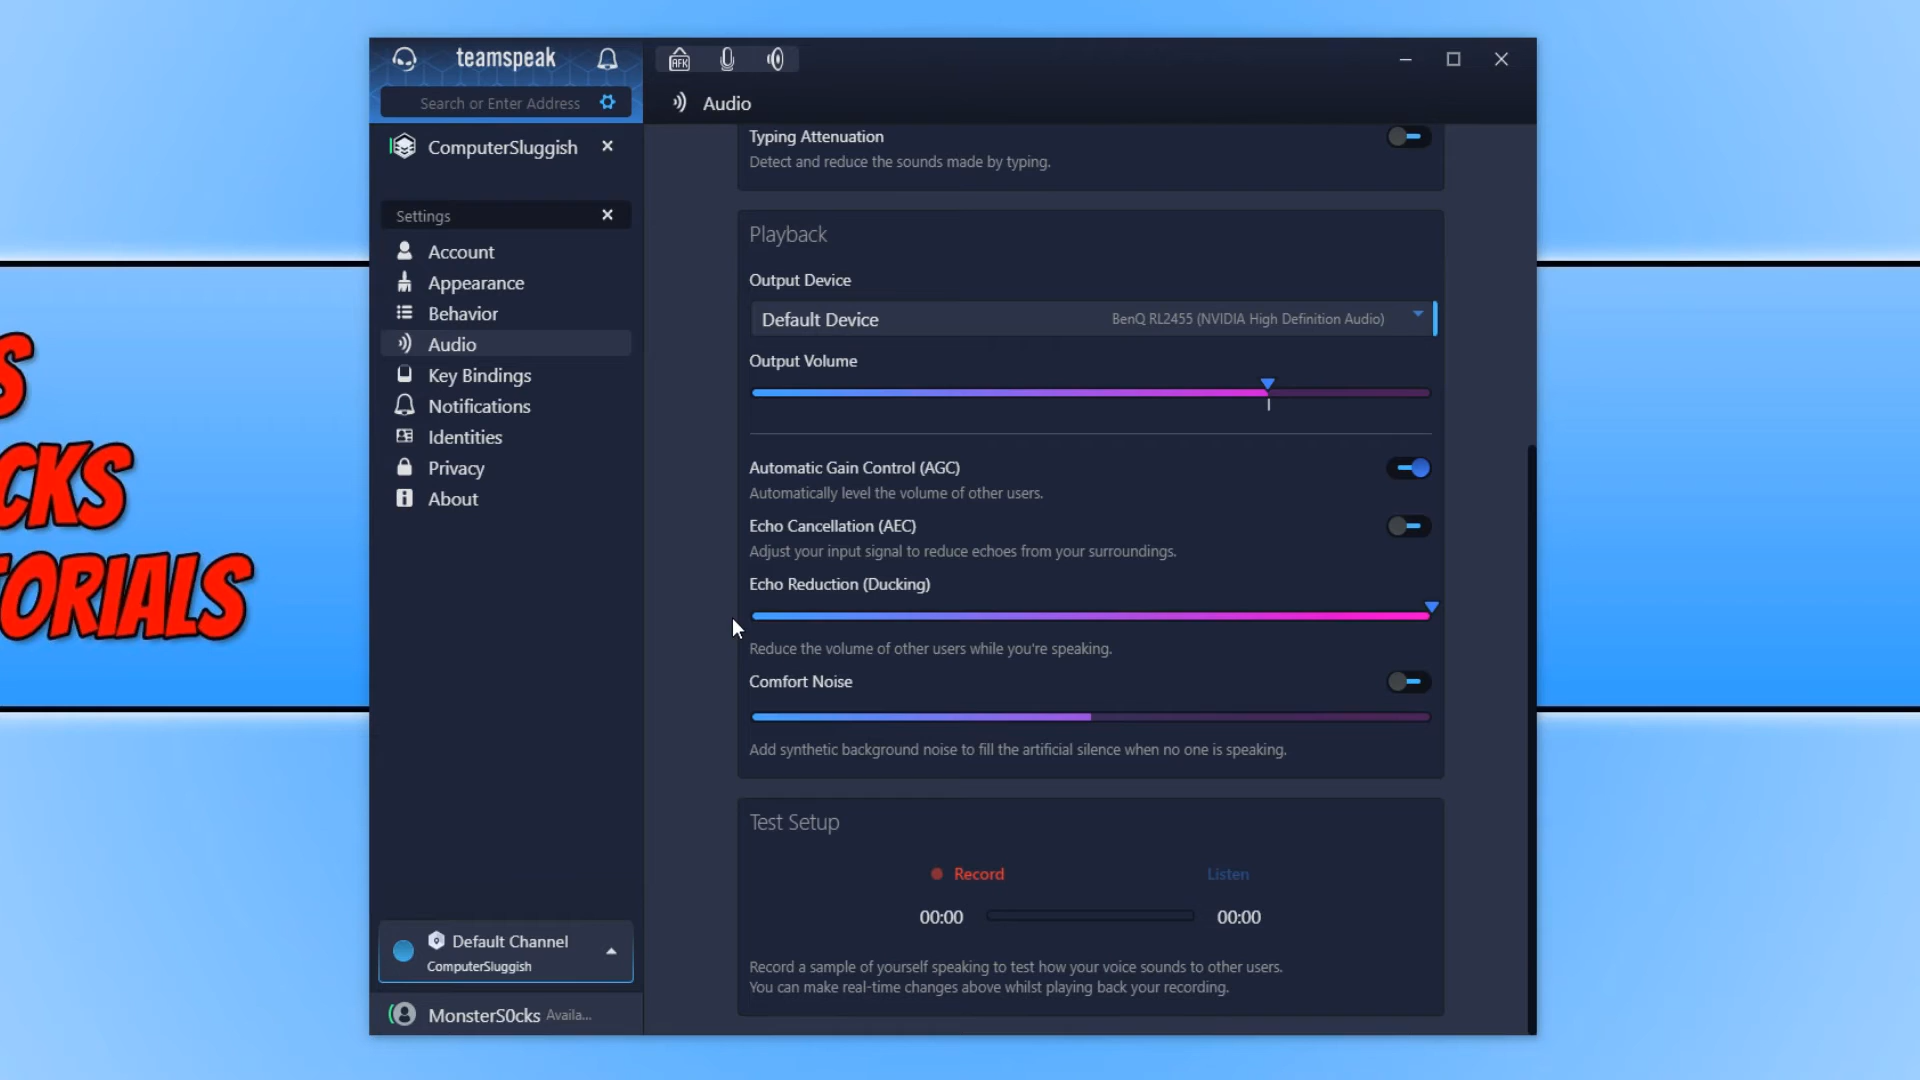 teamspeak
AFK
Search or Enter Address
Audio
ComputerSluggish
Typing Attenuation
Detect and reduce the sounds made by typing.
Settings
Account
Appearance
Behavior
Audio
Key Bindings
Notifications
Identities
Privacy
About
Playback
Output Device
Default Device
BenQ RL2455 (NVIDIA High Definition Audio)
Output Volume
Automatic Gain Control (AGC)
Automatically level the volume of other users.
Echo Cancellation (AEC)
Adjust your input signal to reduce echoes from your surroundings.
Echo Reduction (Ducking)
Reduce the volume of other users while you're speaking.
Comfort Noise
Add synthetic background noise to fill the artificial silence when no one is speaking.
Test Setup
Record
Listen
00:00
00:00
Record a sample of yourself speaking to test how your voice sounds to other users.
You can make real-time changes above whilst playing back your recording.
Default Channel
ComputerSluggish
MonsterS0cks Availa...
S
CKS
TORIALS